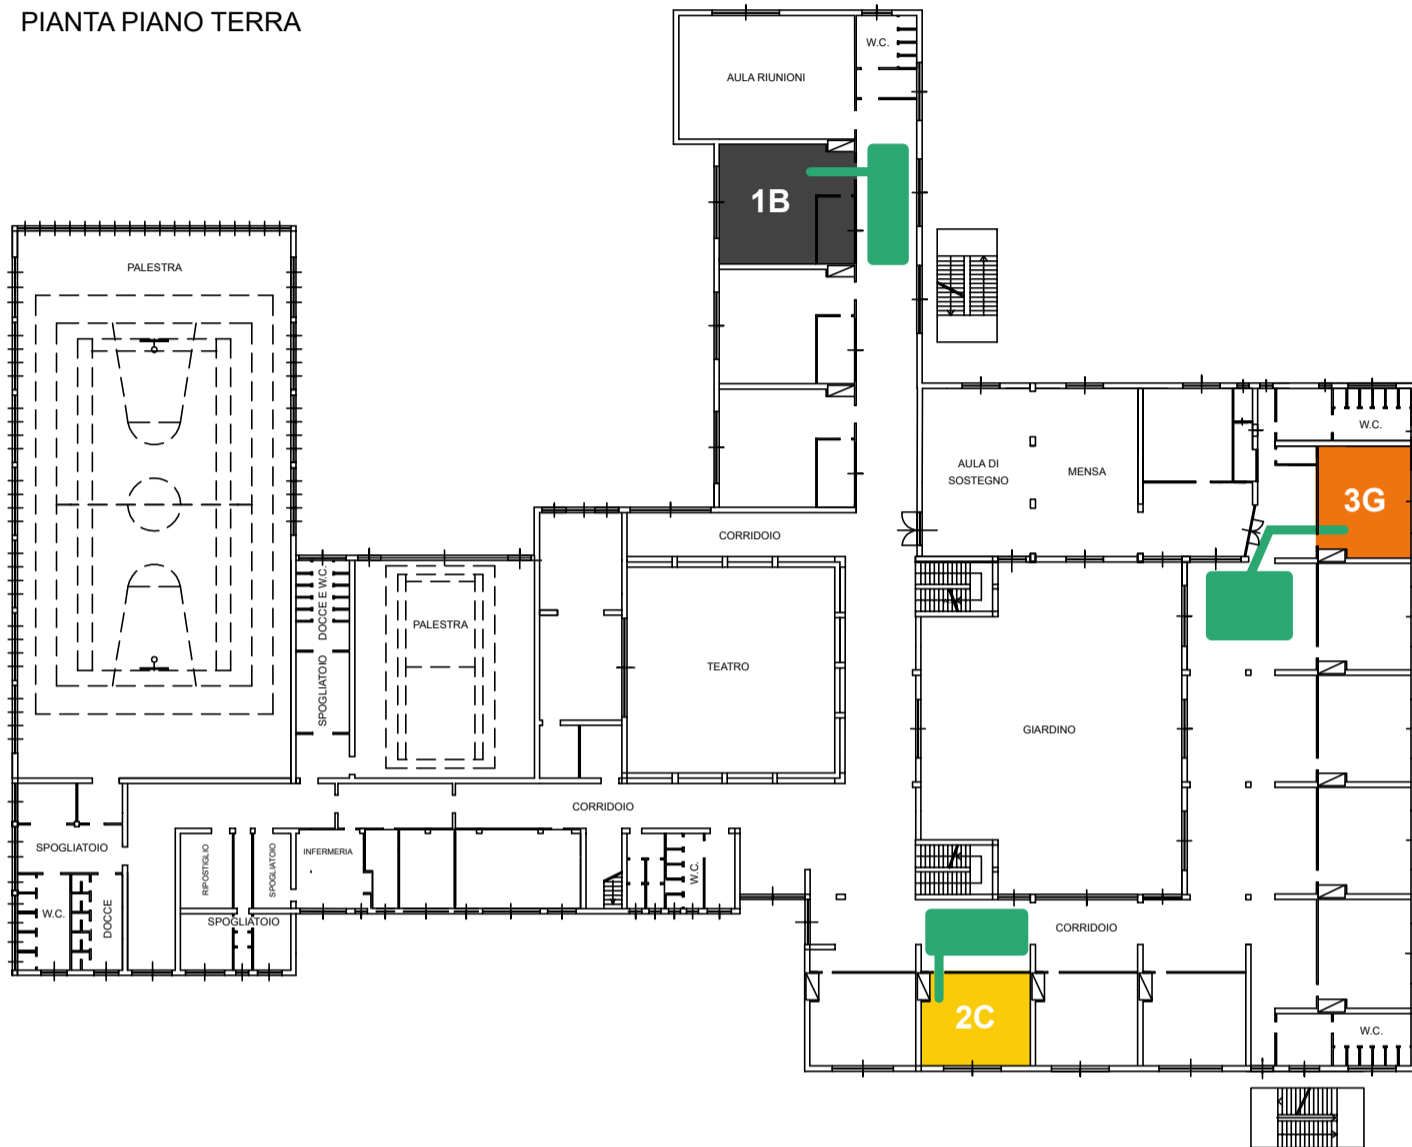 PIANTA PIANO TERRA
W.C.
AULA RIUNIONI
1B
PALESTRA
W.C.
AULA DI
SOSTEGNO
MENSA
3G
CORRIDOIO
DOCCE E W.C.
PALESTRA
TEATRO
SPOGLIATOIO
GIARDINO
CORRIDOIO
SPOGLIATOIO
RIPOSTIGLIO
SPOGLIATOIO
INFERMERIA
W.C.
W.C.
DOCCE
SPOGLIATOIO
CORRIDOIO
2C
W.C.